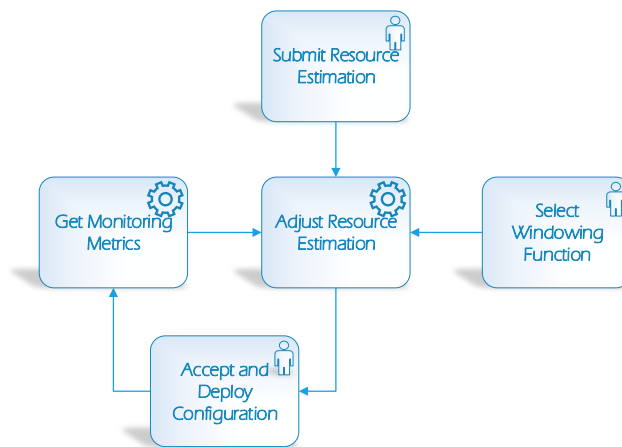 Submit Resource
Estimation
Get Monitoring
Metrics
Adjust Resource
Estimation
Select
Windowing
Function
Accept and
Deploy
Configuration